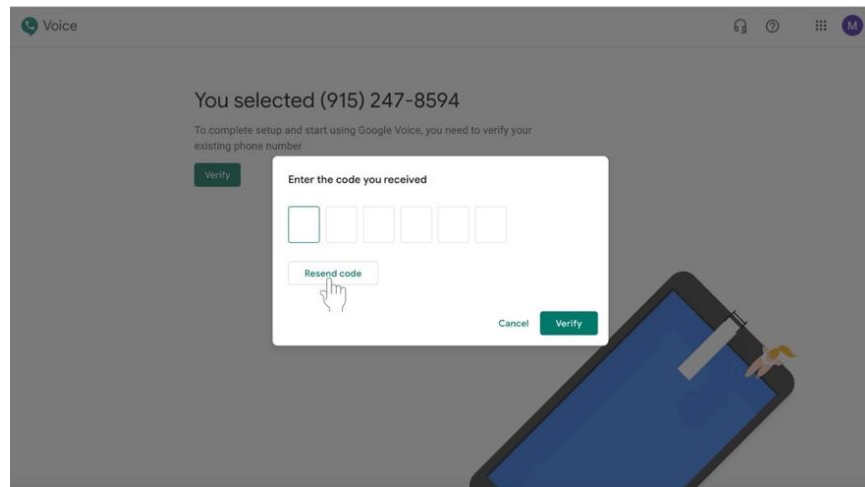 Voice
M
You selected (915) 247-8594
To complete setup and start using Google Voice, you need to verify your
existing phone number
Verify
Enter the code you received
Resend code
Cancel
Verify